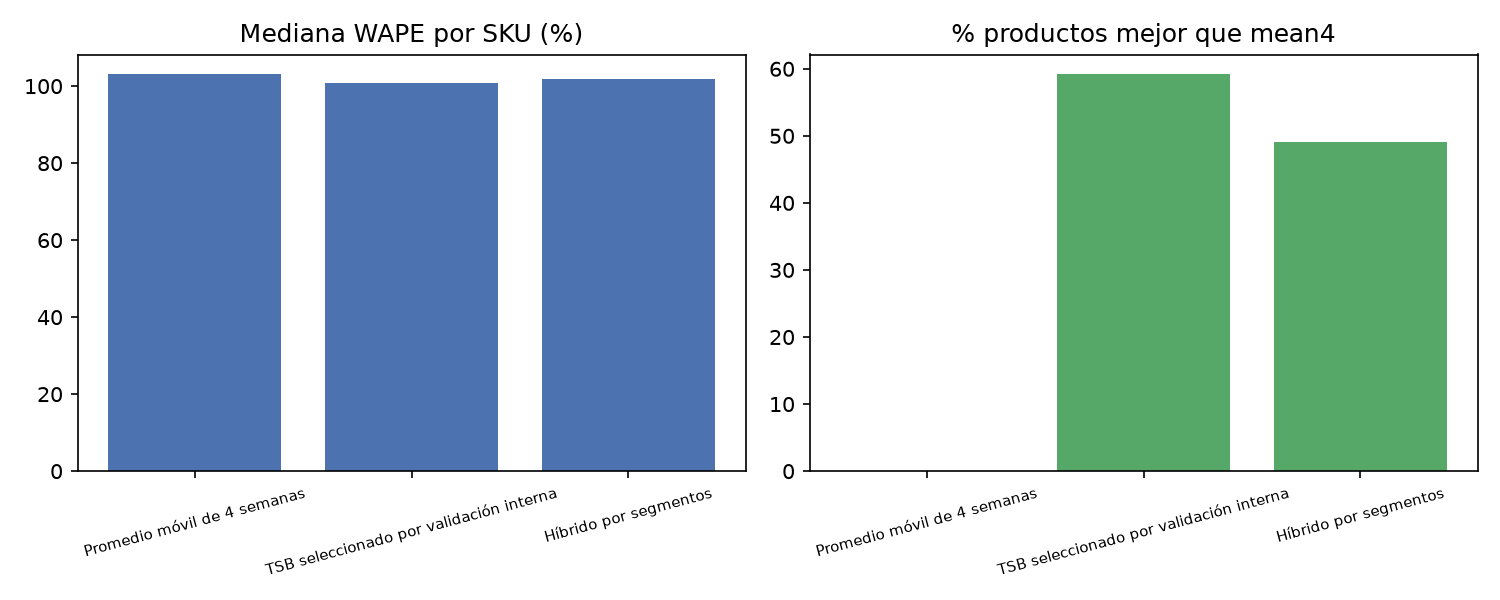 Mediana WAPE por SKU (%)
100
80
60
40
20
0
Promedio móvil de 4 semanas
TSB seleccionado por validación interna
Híbrido por segmentos
% productos mejor que mean4
60
50
40
30
20
10
0
Promedio móvil de 4 semanas
TSB seleccionado por validación interna
Híbrido por segmentos